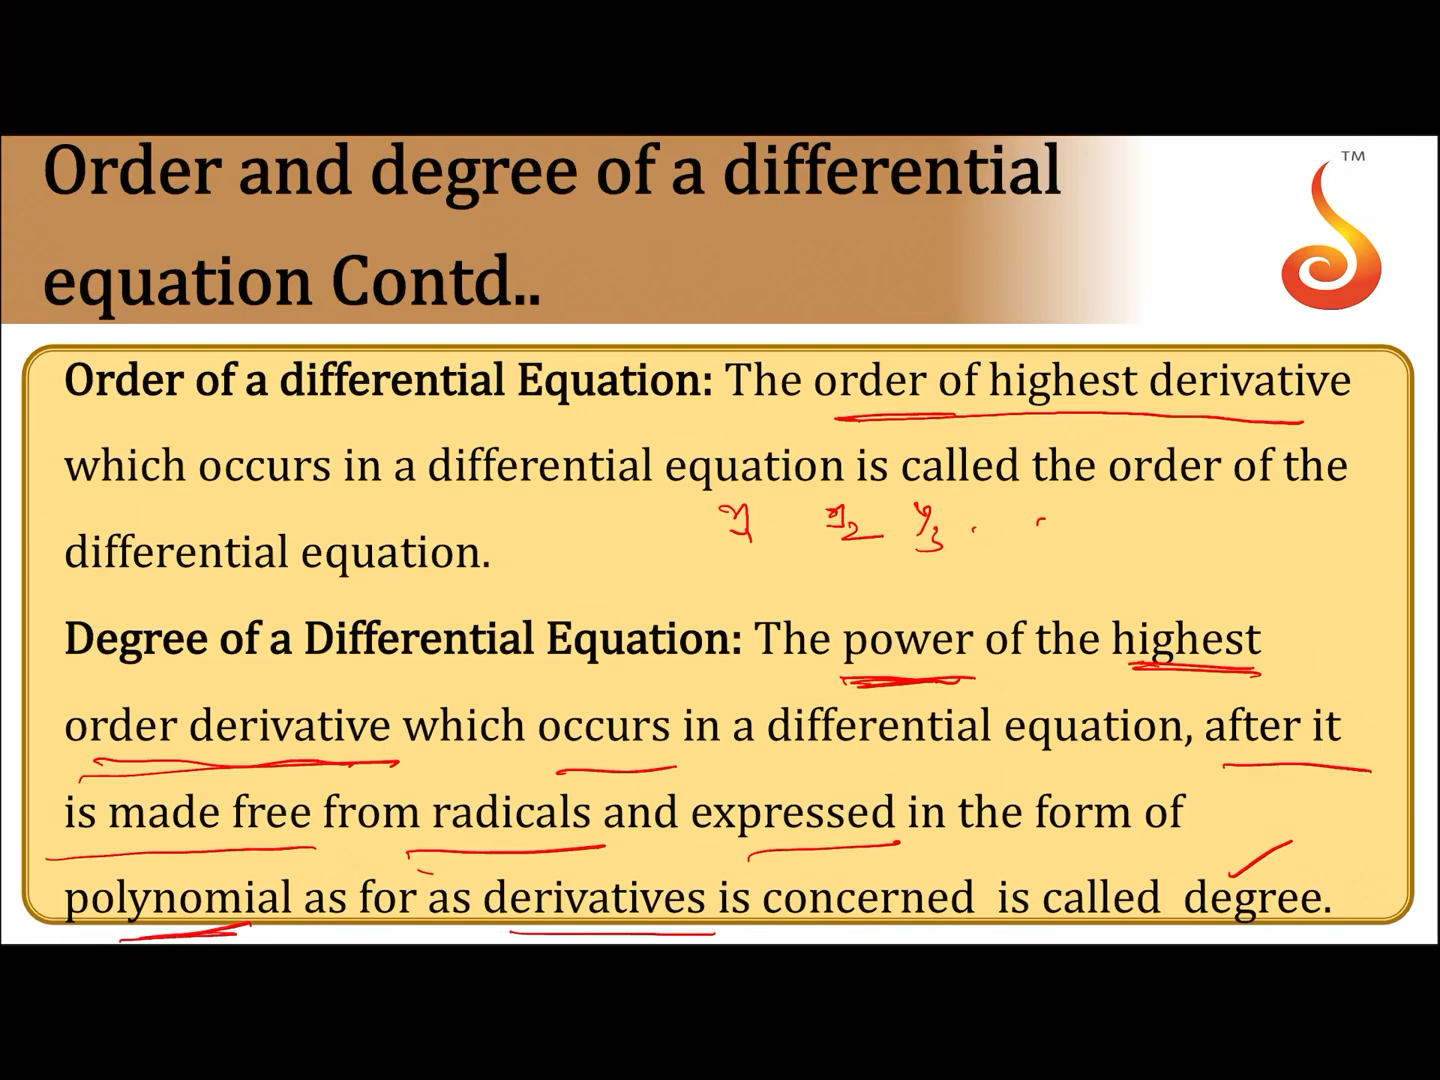 Order and degree of a differential
TM
equation Contd..
Order of a differential Equation: The order of highest derivative
which occurs in a differential equation is called the order of the
y₁ y₂ y₃ . .
differential equation.
Degree of a Differential Equation: The power of the highest
order derivative which occurs in a differential equation, after it
is made free from radicals and expressed in the form of
polynomial as for as derivatives is concerned is called degree.